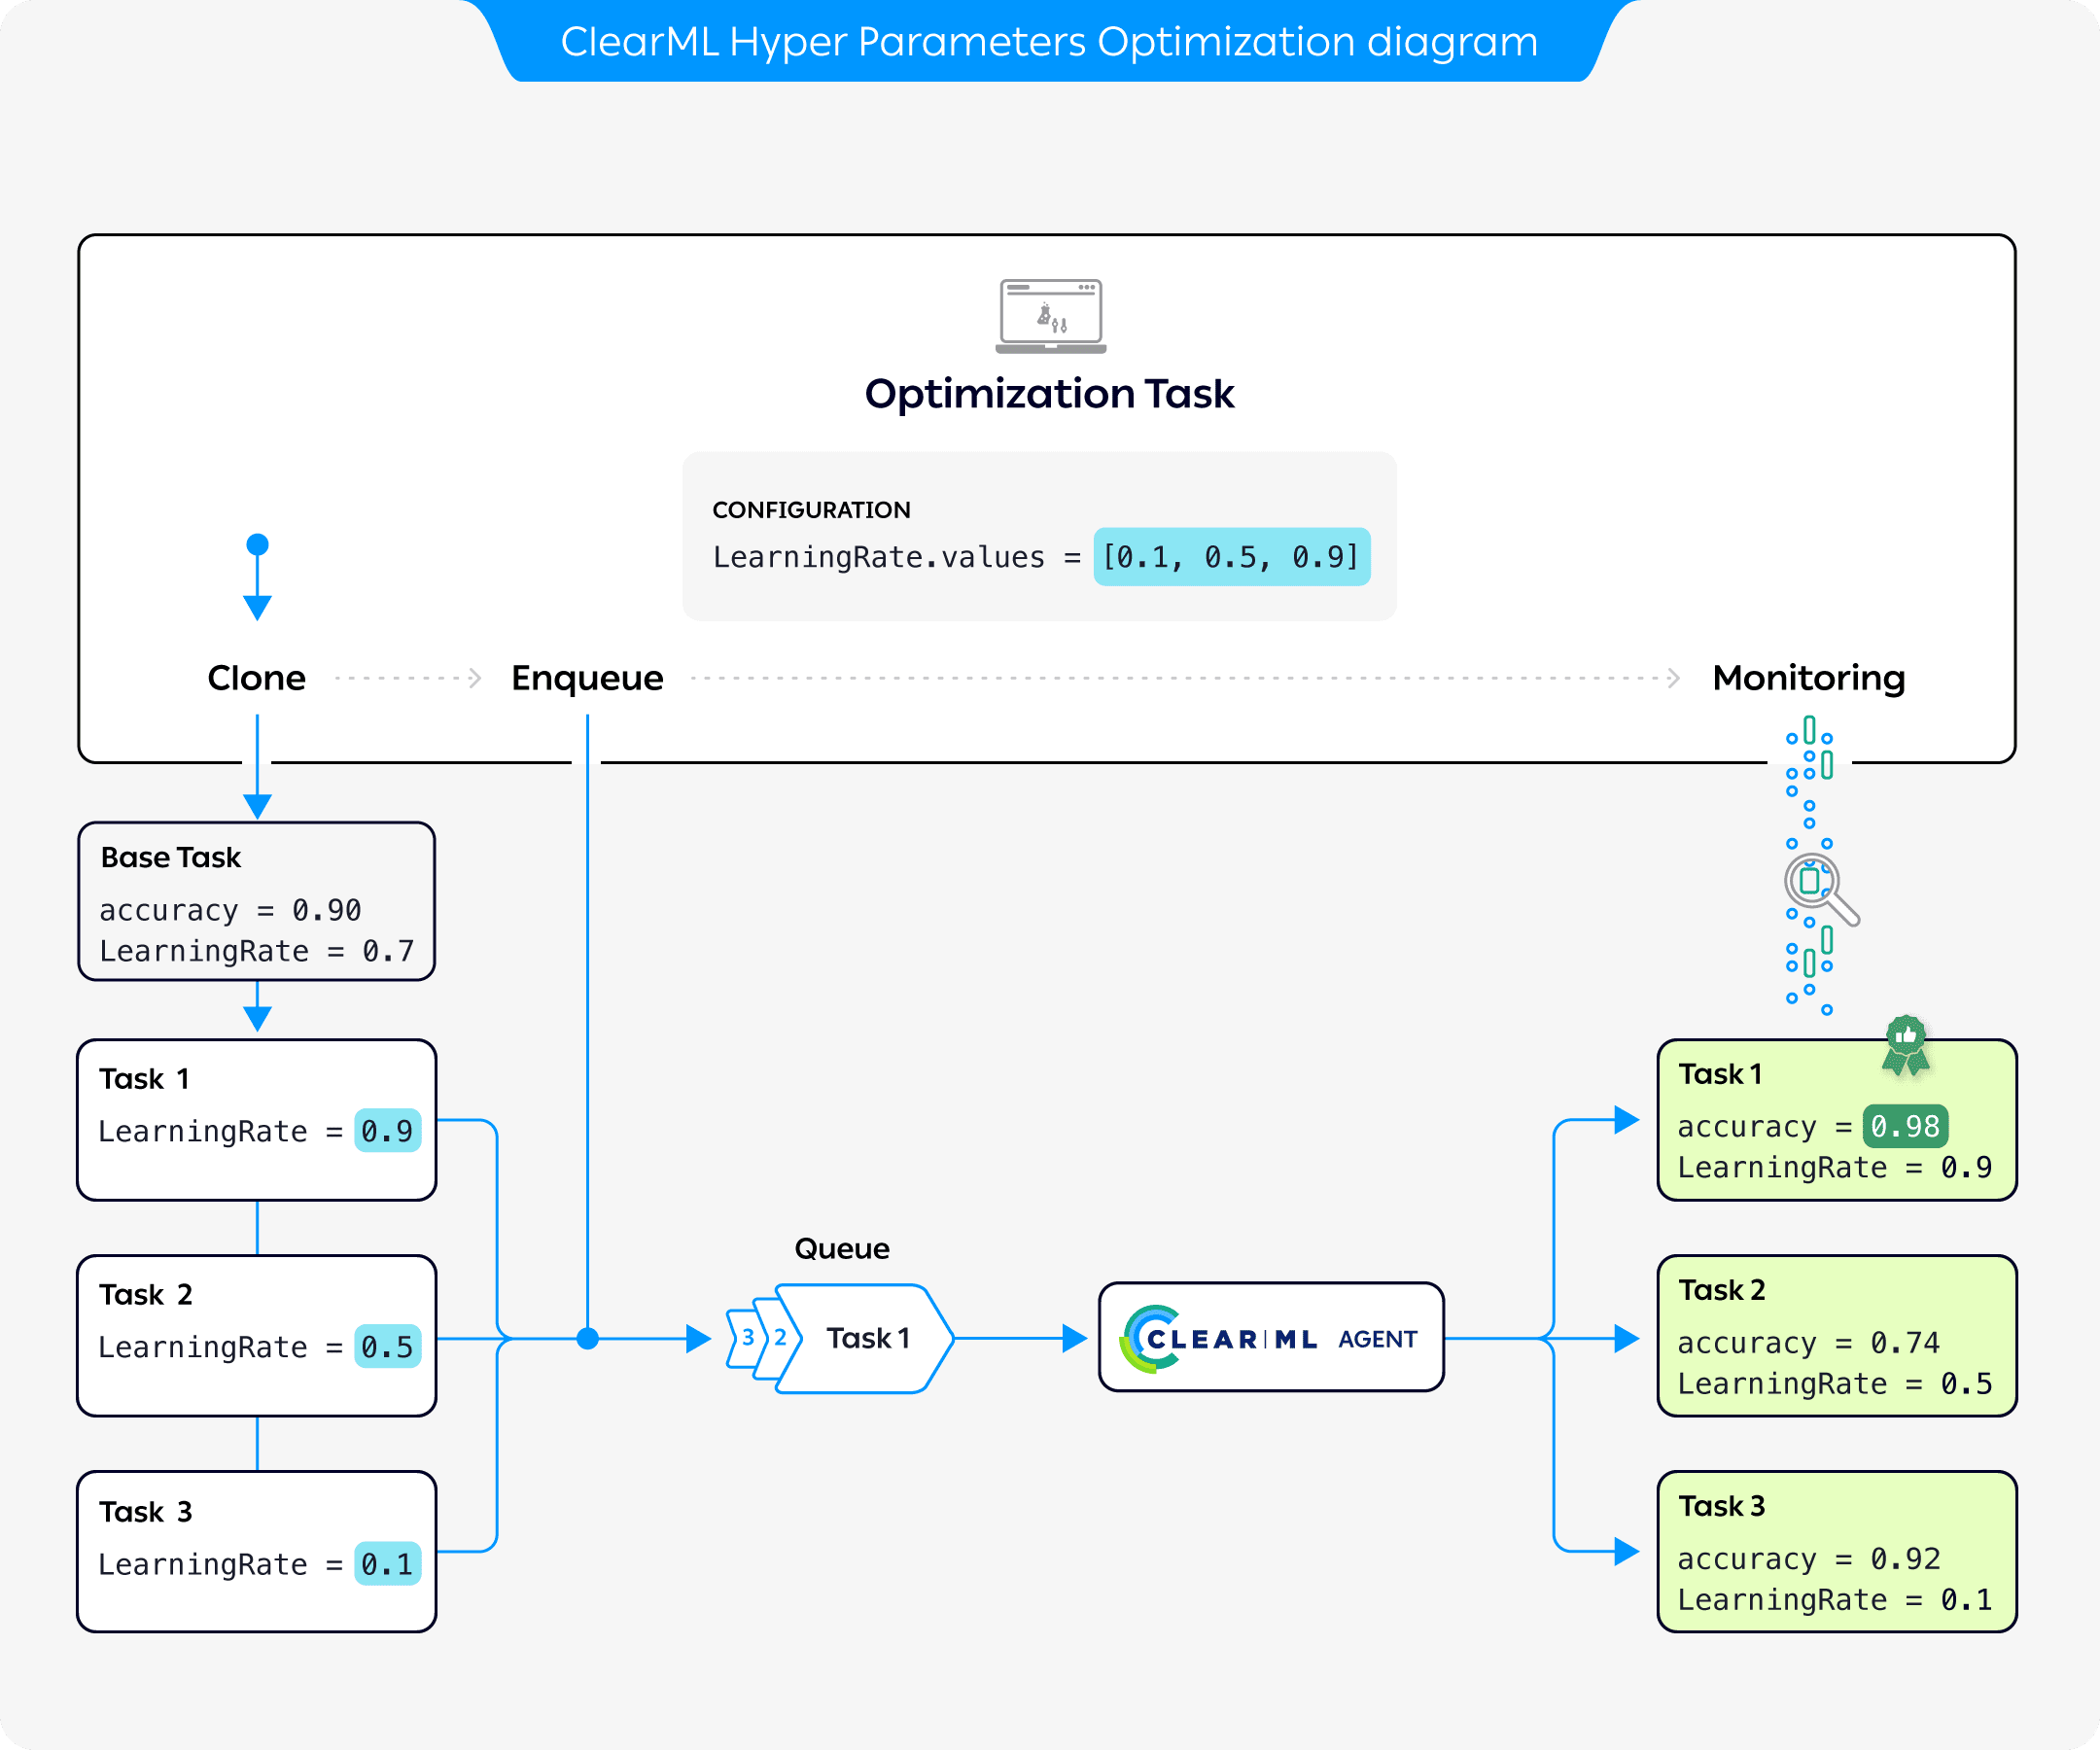 ClearML Hyper Parameters Optimization diagram
Optimization Task
CONFIGURATION
LearningRate.values = [0.1, 0.5, 0.9]
Clone
Enqueue
Monitoring
Base Task
accuracy = 0.90
LearningRate = 0.7
Task 1
LearningRate = 0.9
Task 2
LearningRate = 0.5
Task 3
LearningRate = 0.1
Queue
3 2 Task 1
CLEAR|ML AGENT
Task 1
accuracy = 0.98
LearningRate = 0.9
Task 2
accuracy = 0.74
LearningRate = 0.5
Task 3
accuracy = 0.92
LearningRate = 0.1